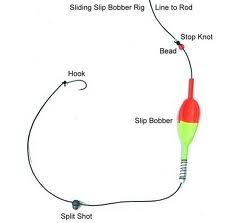 Sliding Slip Bobber Rig
Line to Rod
Stop Knot
Bead
Hook
Slip Bobber
Split Shot